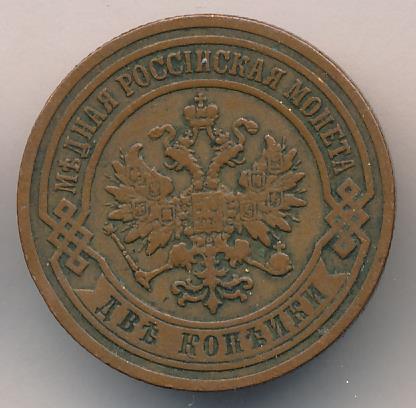 МѢДНАЯ РОССІЙСКАЯ МОНЕТА
ДВѢ КОПѢЙКИ